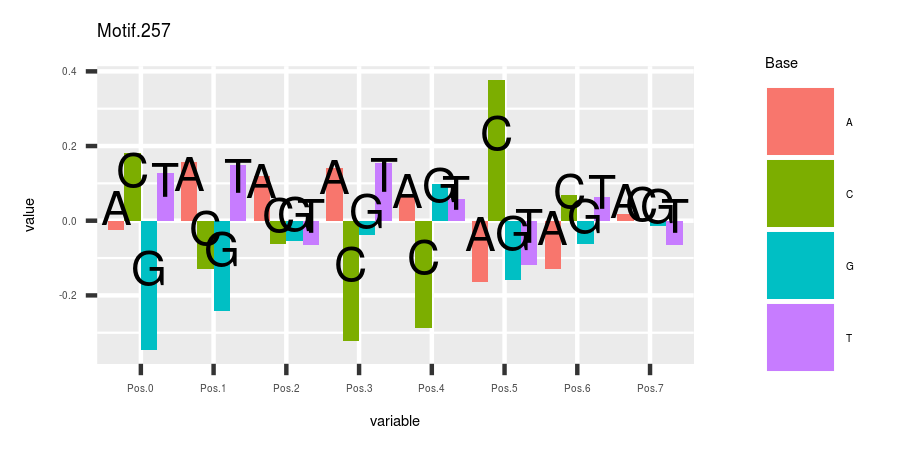 Motif.257
Base
0.4
0.2
0.0
-0.2
value
A C G T A C G T A C G T A C G T A C G T A C G T A C G T A C G T
Pos.0 Pos.1 Pos.2 Pos.3 Pos.4 Pos.5 Pos.6 Pos.7
variable
A
C
G
T